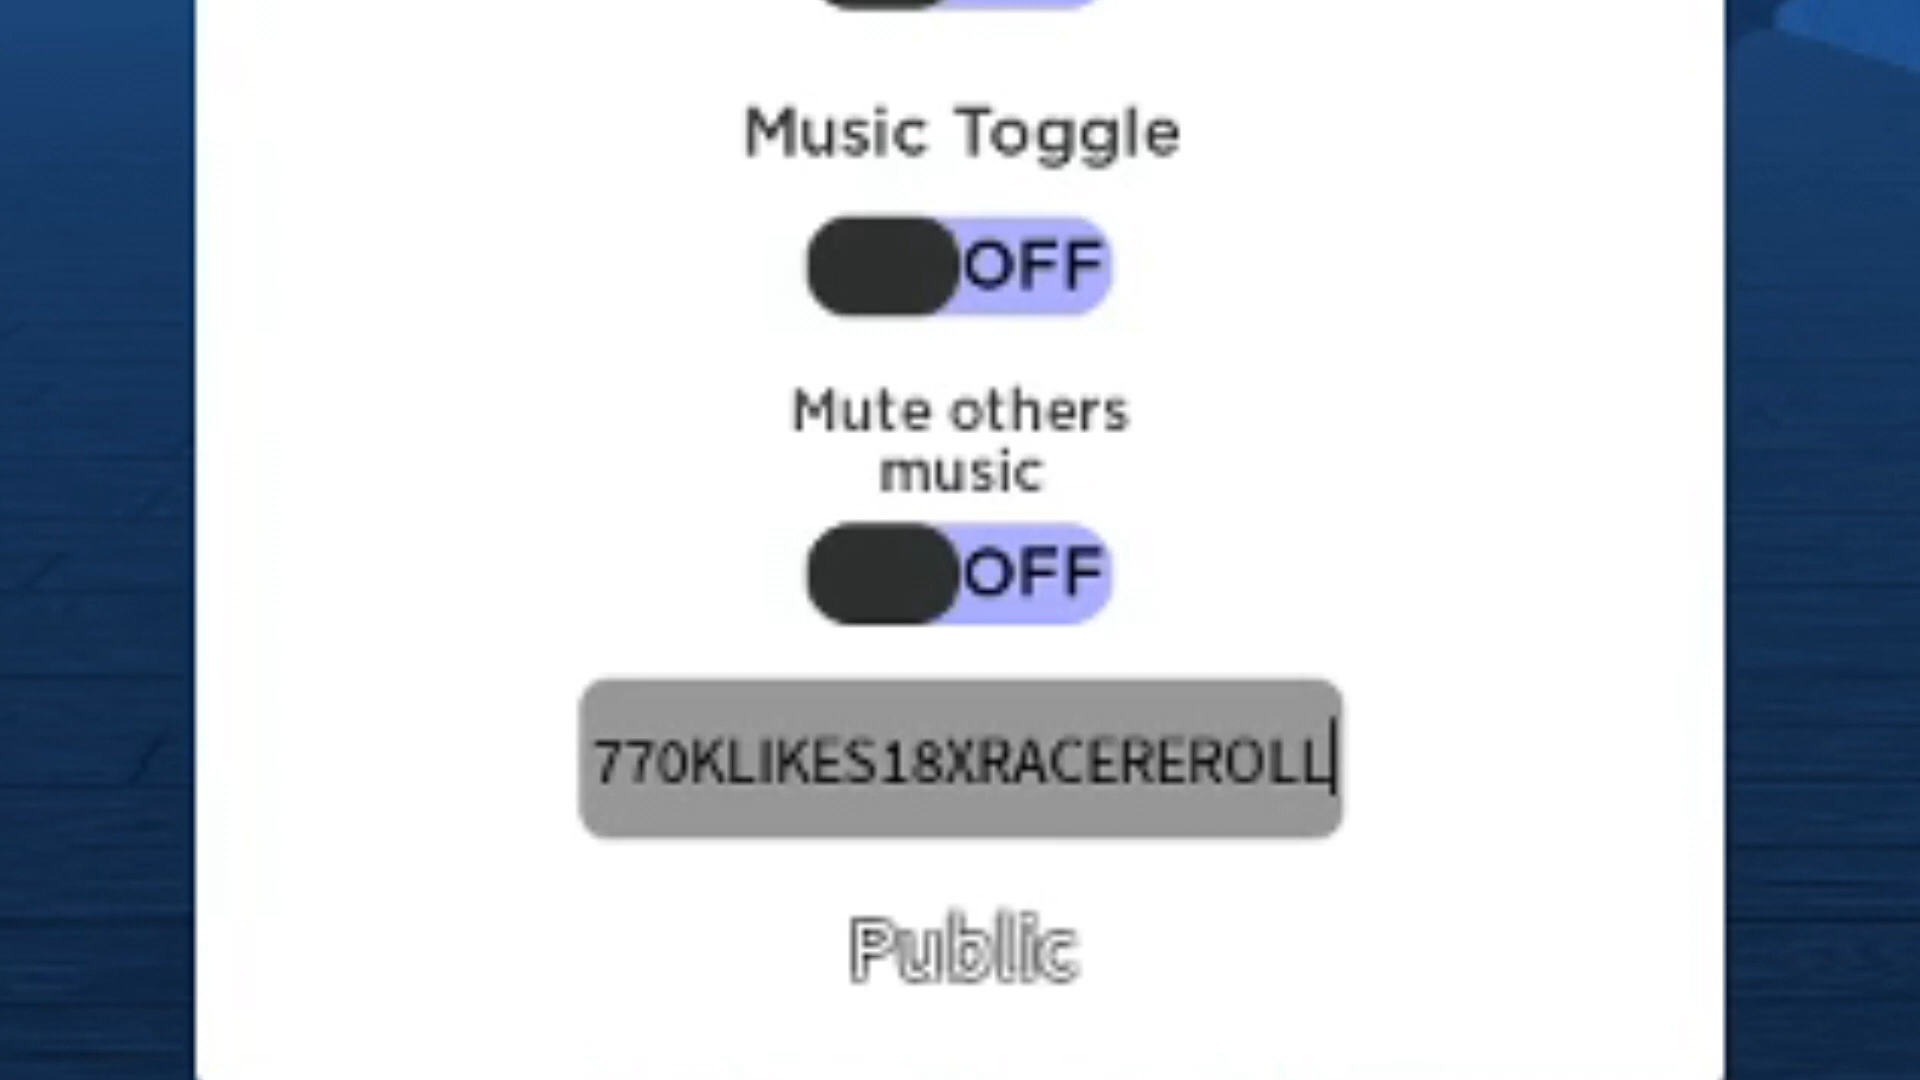 Music Toggle
OFF
Mute others
music
OFF
770KLIKES18XRACEREROLL
Public